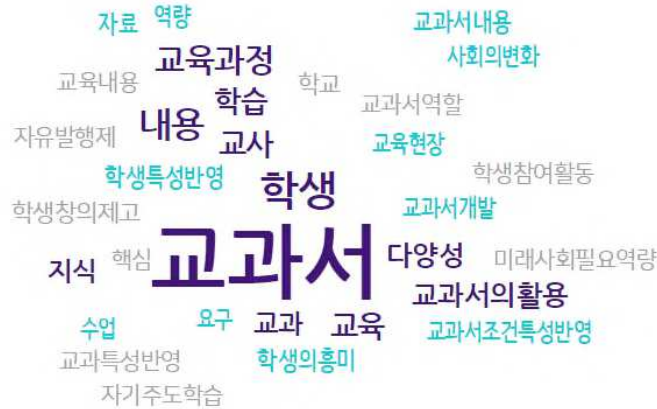 자료 역량 교과서내용
교육과정 사회의변화
교육내용 학습 학교 교과서역할
자유발행제 내용 교사 교육현장
학생특성반영 학생 학생참여활동
학생창의제고 교과서개발
지식 핵심 교과서 다양성 미래사회필요역량
교과서의활용
수업 요구 교과 교육 교과서조건특성반영
교과특성반영 학생의흥미
자기주도학습